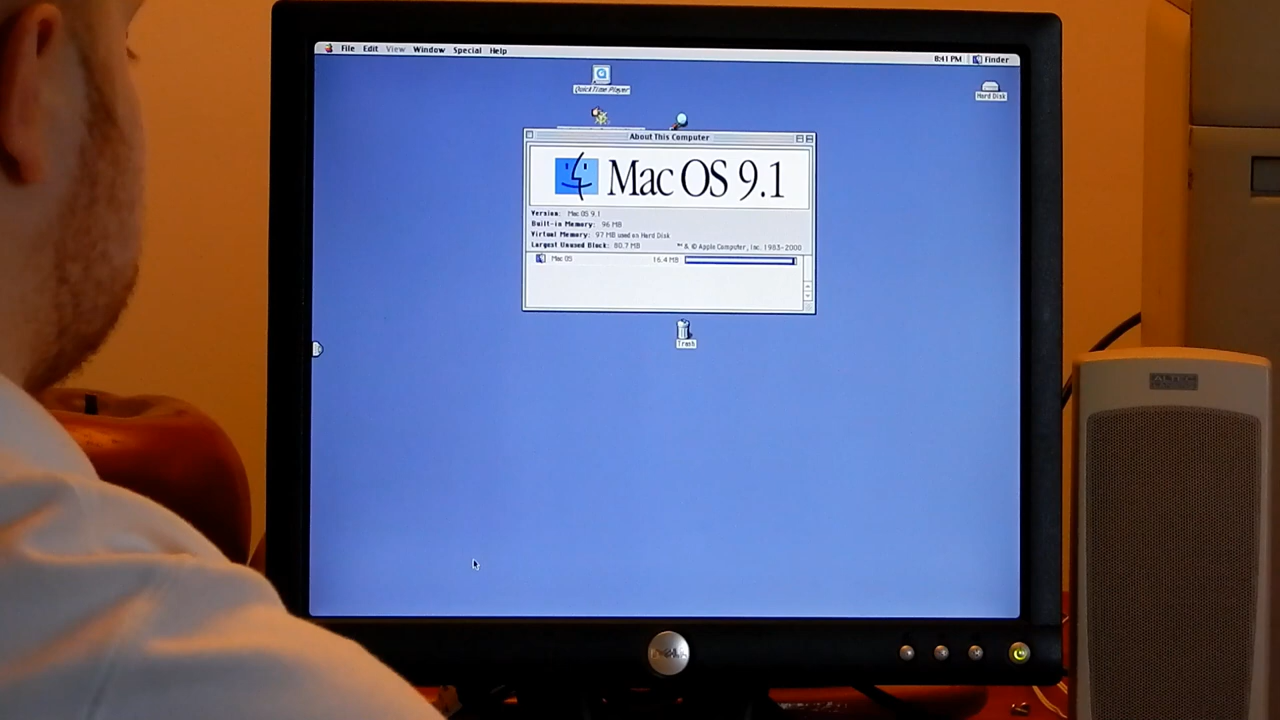 File Edit View Window Special Help
8:41 PM Finder
QuickTime Player
Hard Disk
About This Computer
Mac OS 9.1
Version: Mac OS 9.1
Built-in Memory: 96 MB
Virtual Memory: 97 MB used on Hard Disk
Largest Unused Block: 80.7 MB
™ & © Apple Computer, Inc. 1983-2000
Mac OS 16.4 MB
Trash
ALTEC
DELL